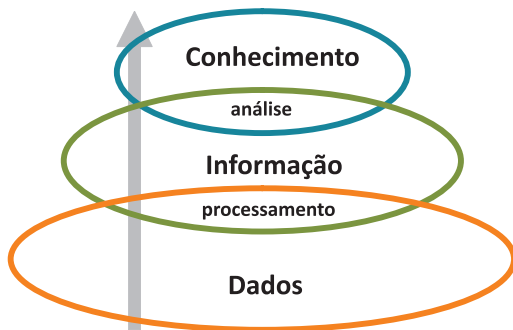 Conhecimento
análise
Informação
processamento
Dados